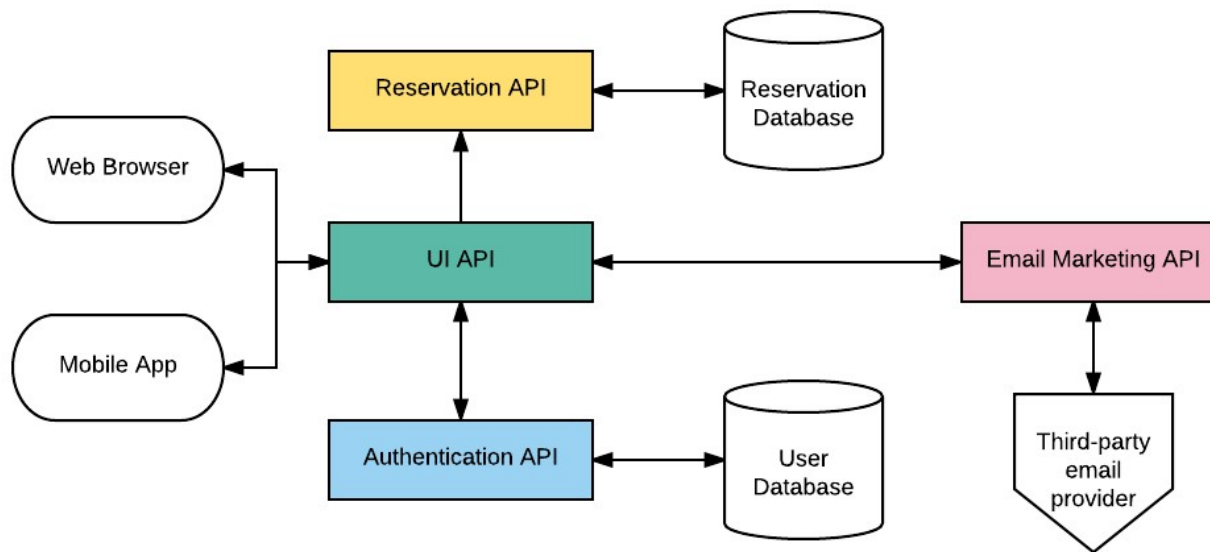 Reservation API
Reservation
Database
Web Browser
UI API
Email Marketing API
Mobile App
Authentication API
User
Database
Third-party
email
provider